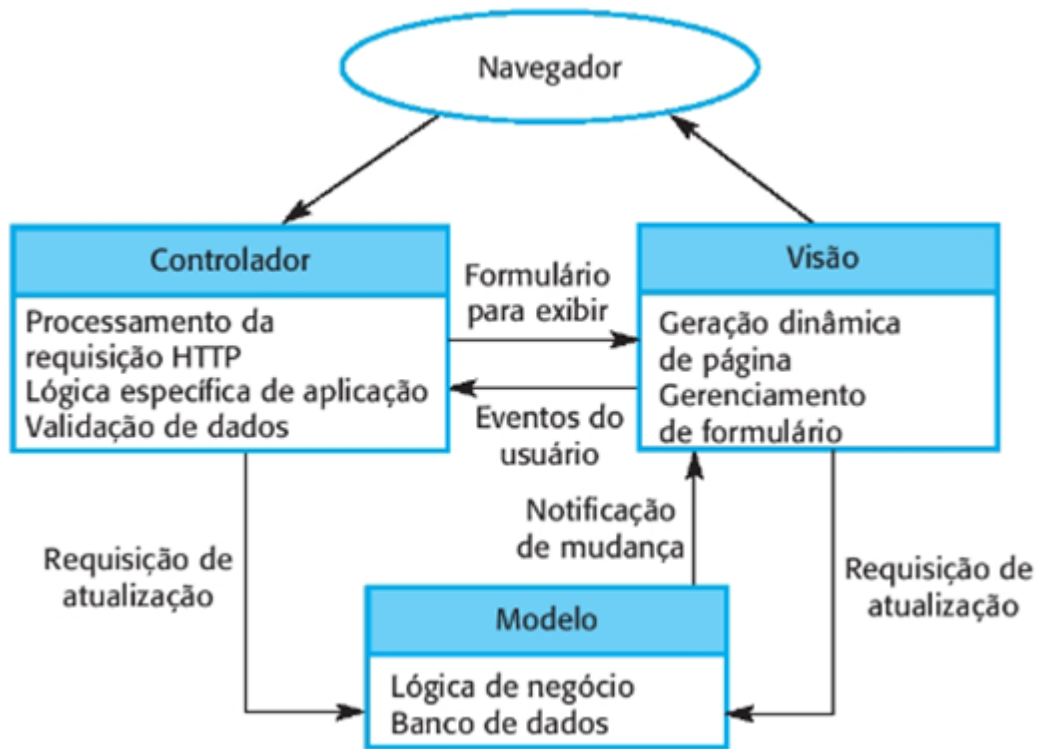 Navegador
Controlador
Processamento da
requisição HTTP
Lógica específica de aplicação
Validação de dados
Formulário
para exibir
Eventos do
usuário
Visão
Geração dinâmica
de página
Gerenciamento
de formulário
Requisição de
atualização
Notificação
de mudança
Requisição de
atualização
Modelo
Lógica de negócio
Banco de dados